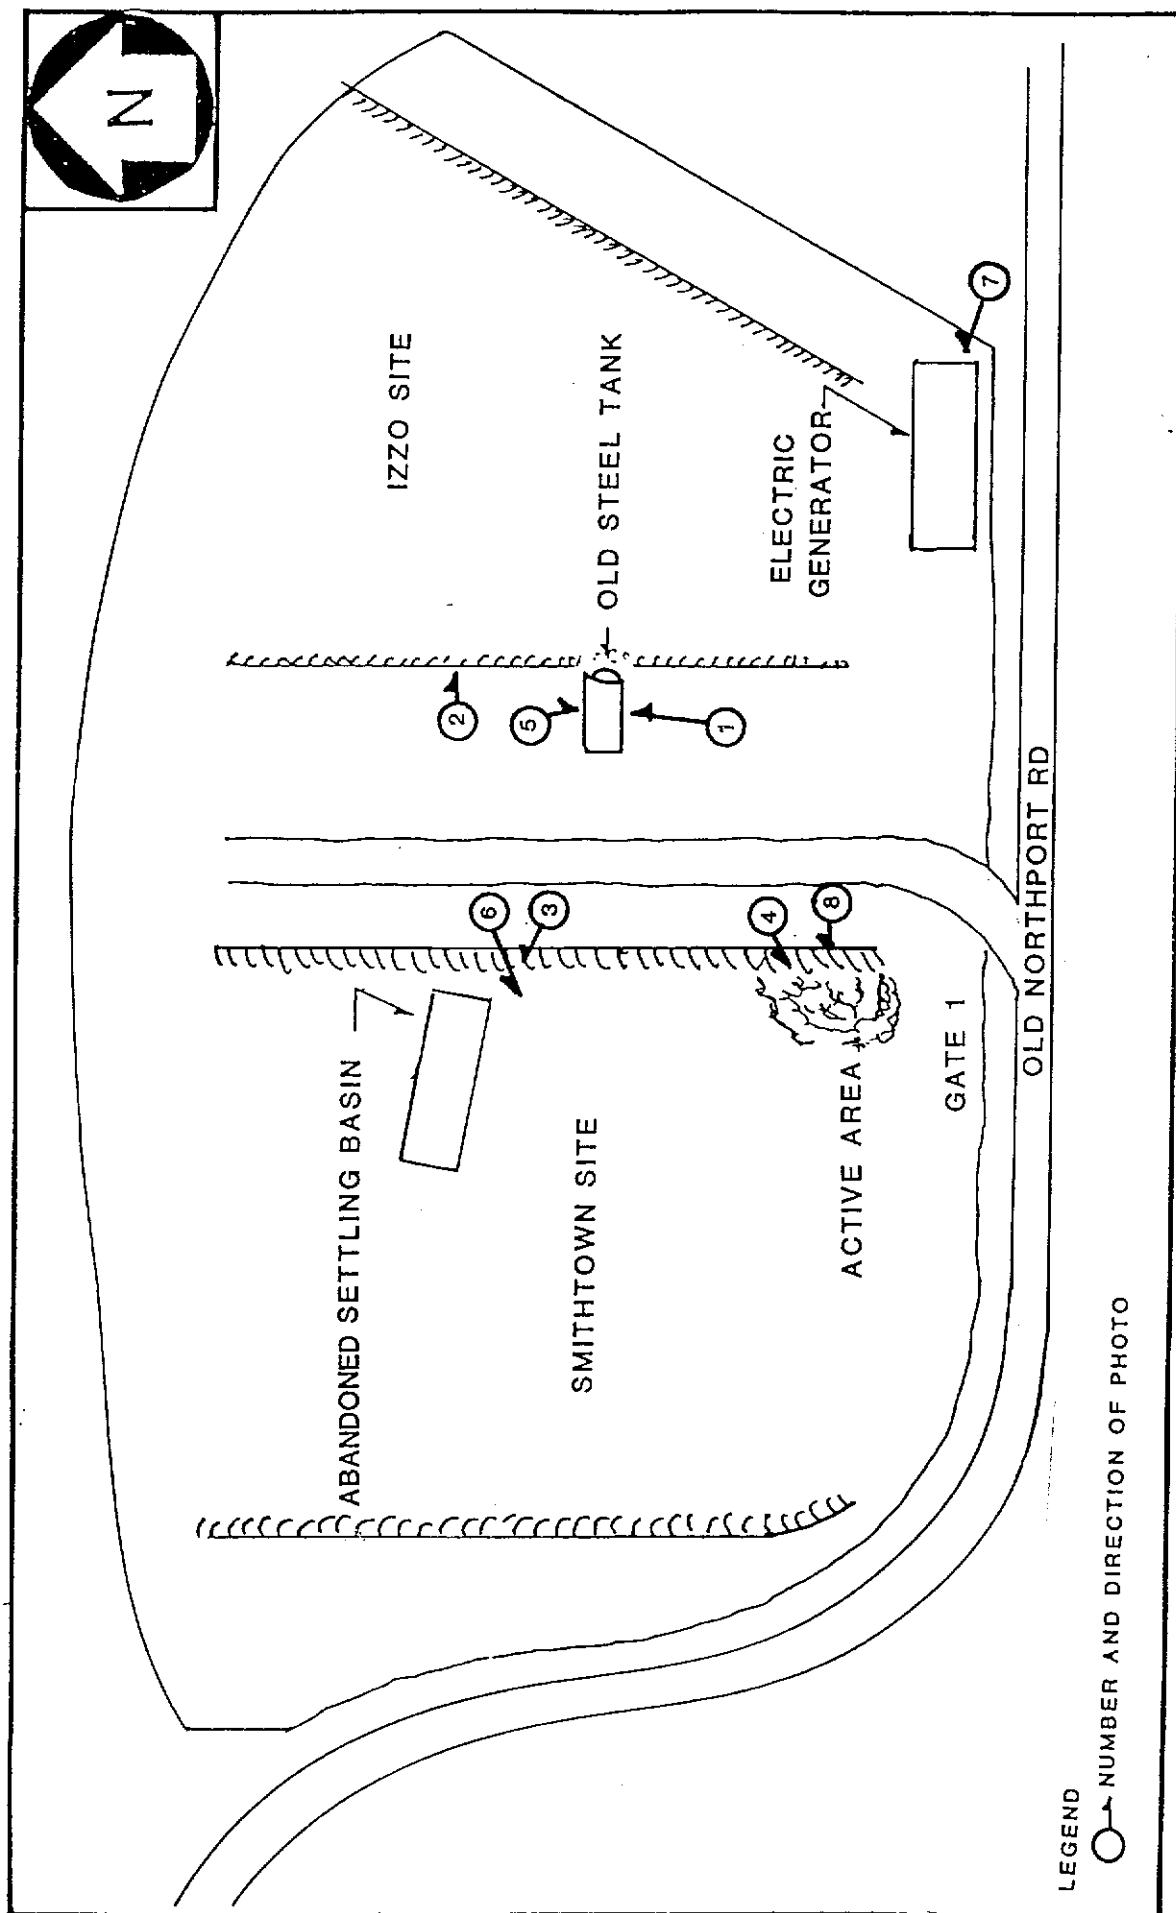 N
IZZO SITE
OLD STEEL TANK
ELECTRIC
GENERATOR
7
2
5
1
6
3
4
8
ABANDONED SETTLING BASIN
SMITHTOWN SITE
ACTIVE AREA
GATE 1
OLD NORTHPORT RD
LEGEND
NUMBER AND DIRECTION OF PHOTO